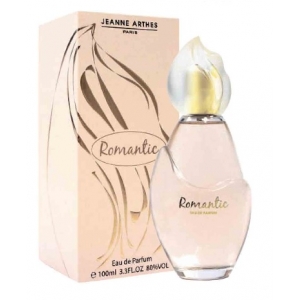 JEANNE ARTHES
PARIS
Romantic
Eau de Parfum
℮ 100ml 3.3FL.OZ 80%VOL
Romantic